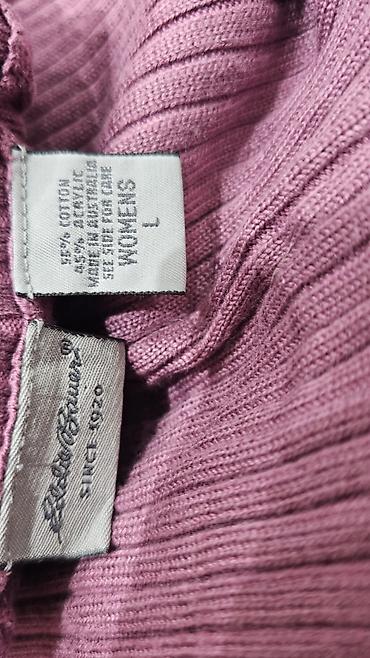 55% COTTON
45% ACRYLIC
MADE IN AUSTRALIA
SEE SIDE FOR CARE
WOMENS
L
Eddie Bauer®
SINCE 1920